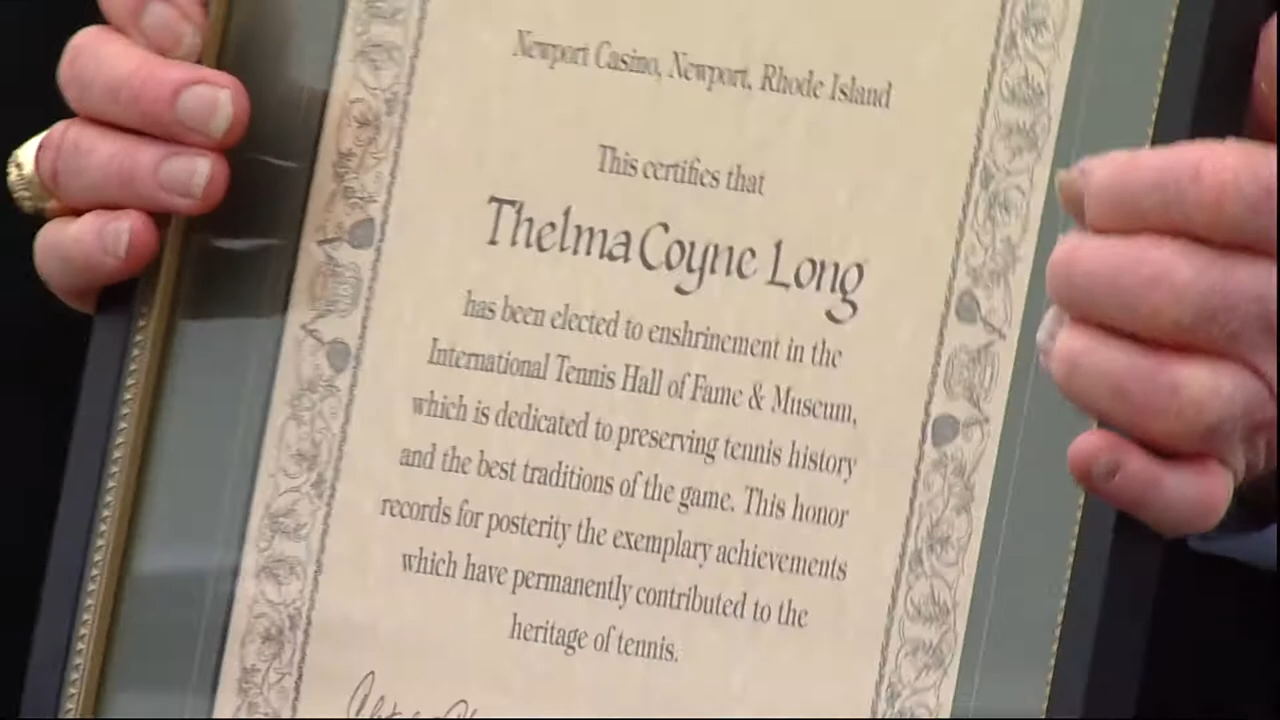 Newport Casino, Newport, Rhode Island
This certifies that
Thelma Coyne Long
has been elected to enshrinement in the
International Tennis Hall of Fame & Museum,
which is dedicated to preserving tennis history
and the best traditions of the game. This honor
records for posterity the exemplary achievements
which have permanently contributed to the
heritage of tennis.